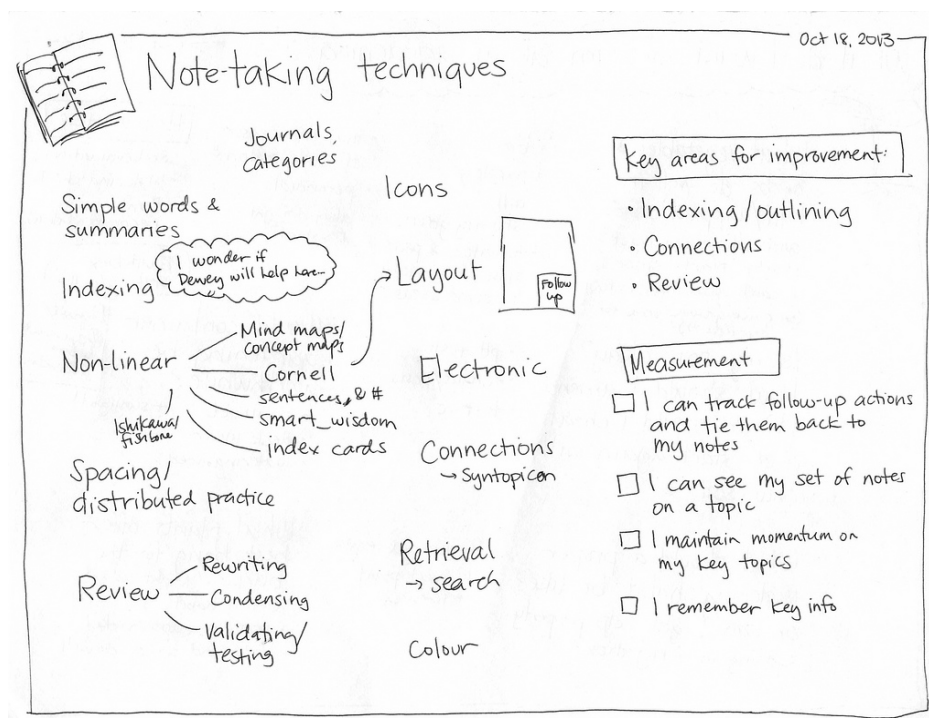 Oct 18, 2013
Note-taking techniques
Journals,
categories
Simple words &
summaries
Indexing
I wonder if
Dewey will help here...
Non-linear
Mind maps/
concept maps
Cornell
sentences, & #
smart_wisdom
index cards
Ishikawa/
fishbone
Spacing/
distributed practice
Review
Rewriting
Condensing
Validating/
testing
Icons
Layout
Follow
up
Electronic
Connections
→ Syntopicon
Retrieval
→ search
Colour
Key areas for improvement:
• Indexing/outlining
• Connections
• Review
Measurement
I can track follow-up actions
and tie them back to
my notes
I can see my set of notes
on a topic
I maintain momentum on
my key topics
I remember key info